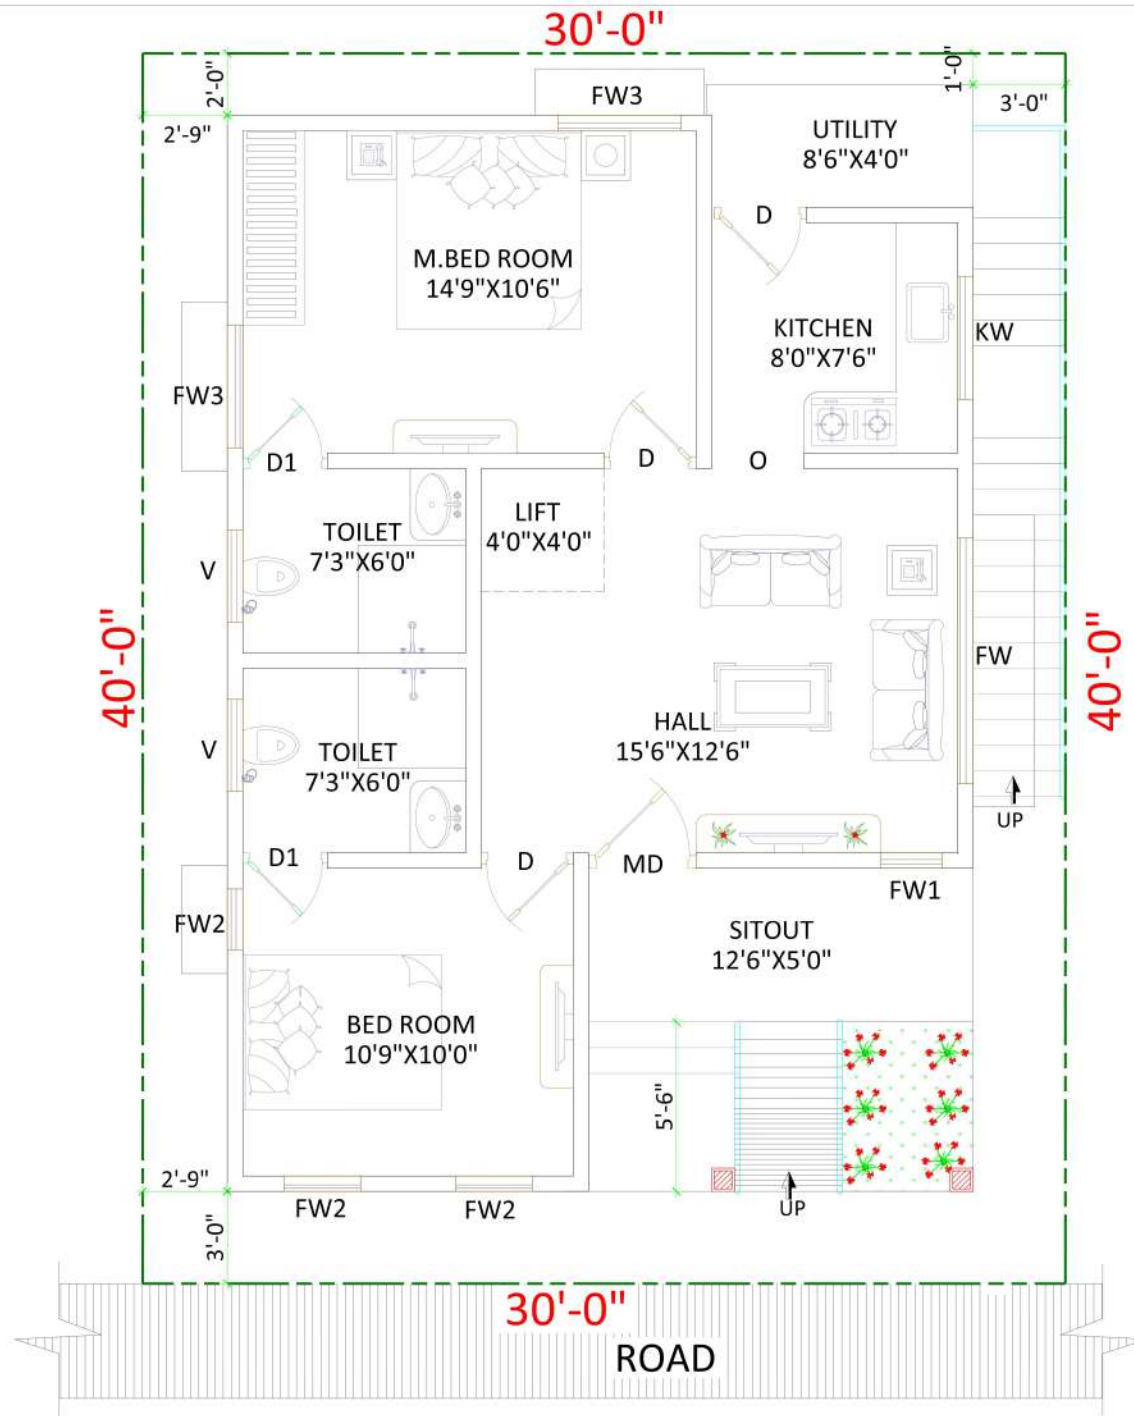 30'-0"
2'-0"
1'-0"
FW3
3'-0"
2'-9"
UTILITY
8'6"X4'0"
D
M.BED ROOM
14'9"X10'6"
KITCHEN
8'0"X7'6"
KW
FW3
D1
D
O
LIFT
4'0"X4'0"
TOILET
7'3"X6'0"
V
40'-0"
40'-0"
FW
HALL
15'6"X12'6"
V
TOILET
7'3"X6'0"
UP
D1
D
MD
FW1
FW2
SITOUT
12'6"X5'0"
BED ROOM
10'9"X10'0"
5'-6"
2'-9"
FW2
FW2
UP
3'-0"
30'-0"
ROAD